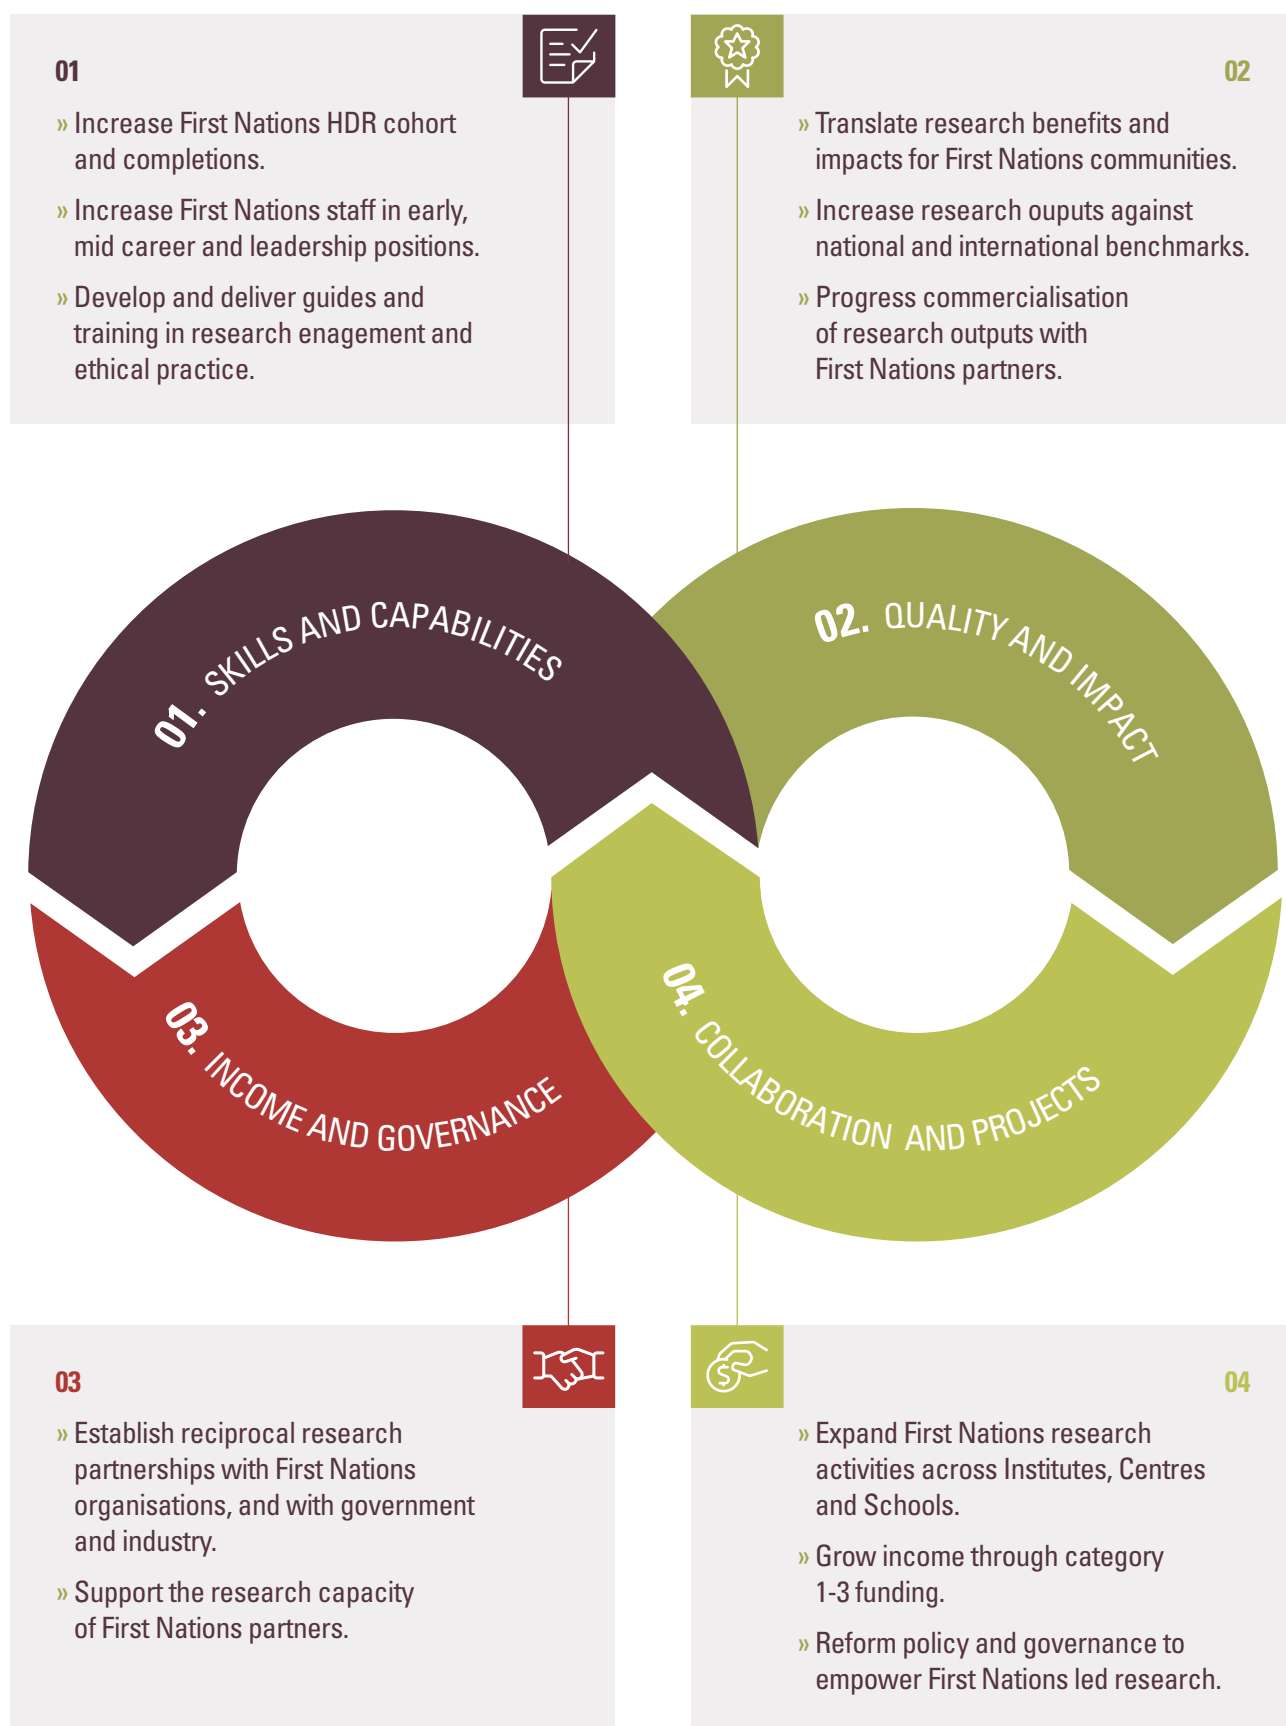 01
» Increase First Nations HDR cohort
and completions.
» Increase First Nations staff in early,
mid career and leadership positions.
» Develop and deliver guides and
training in research enagement and
ethical practice.
02
» Translate research benefits and
impacts for First Nations communities.
» Increase research ouputs against
national and international benchmarks.
» Progress commercialisation
of research outputs with
First Nations partners.
01. SKILLS AND CAPABILITIES
02. QUALITY AND IMPACT
03. INCOME AND GOVERNANCE
04. COLLABORATION AND PROJECTS
03
» Establish reciprocal research
partnerships with First Nations
organisations, and with government
and industry.
» Support the research capacity
of First Nations partners.
$
04
» Expand First Nations research
activities across Institutes, Centres
and Schools.
» Grow income through category
1-3 funding.
» Reform policy and governance to
empower First Nations led research.